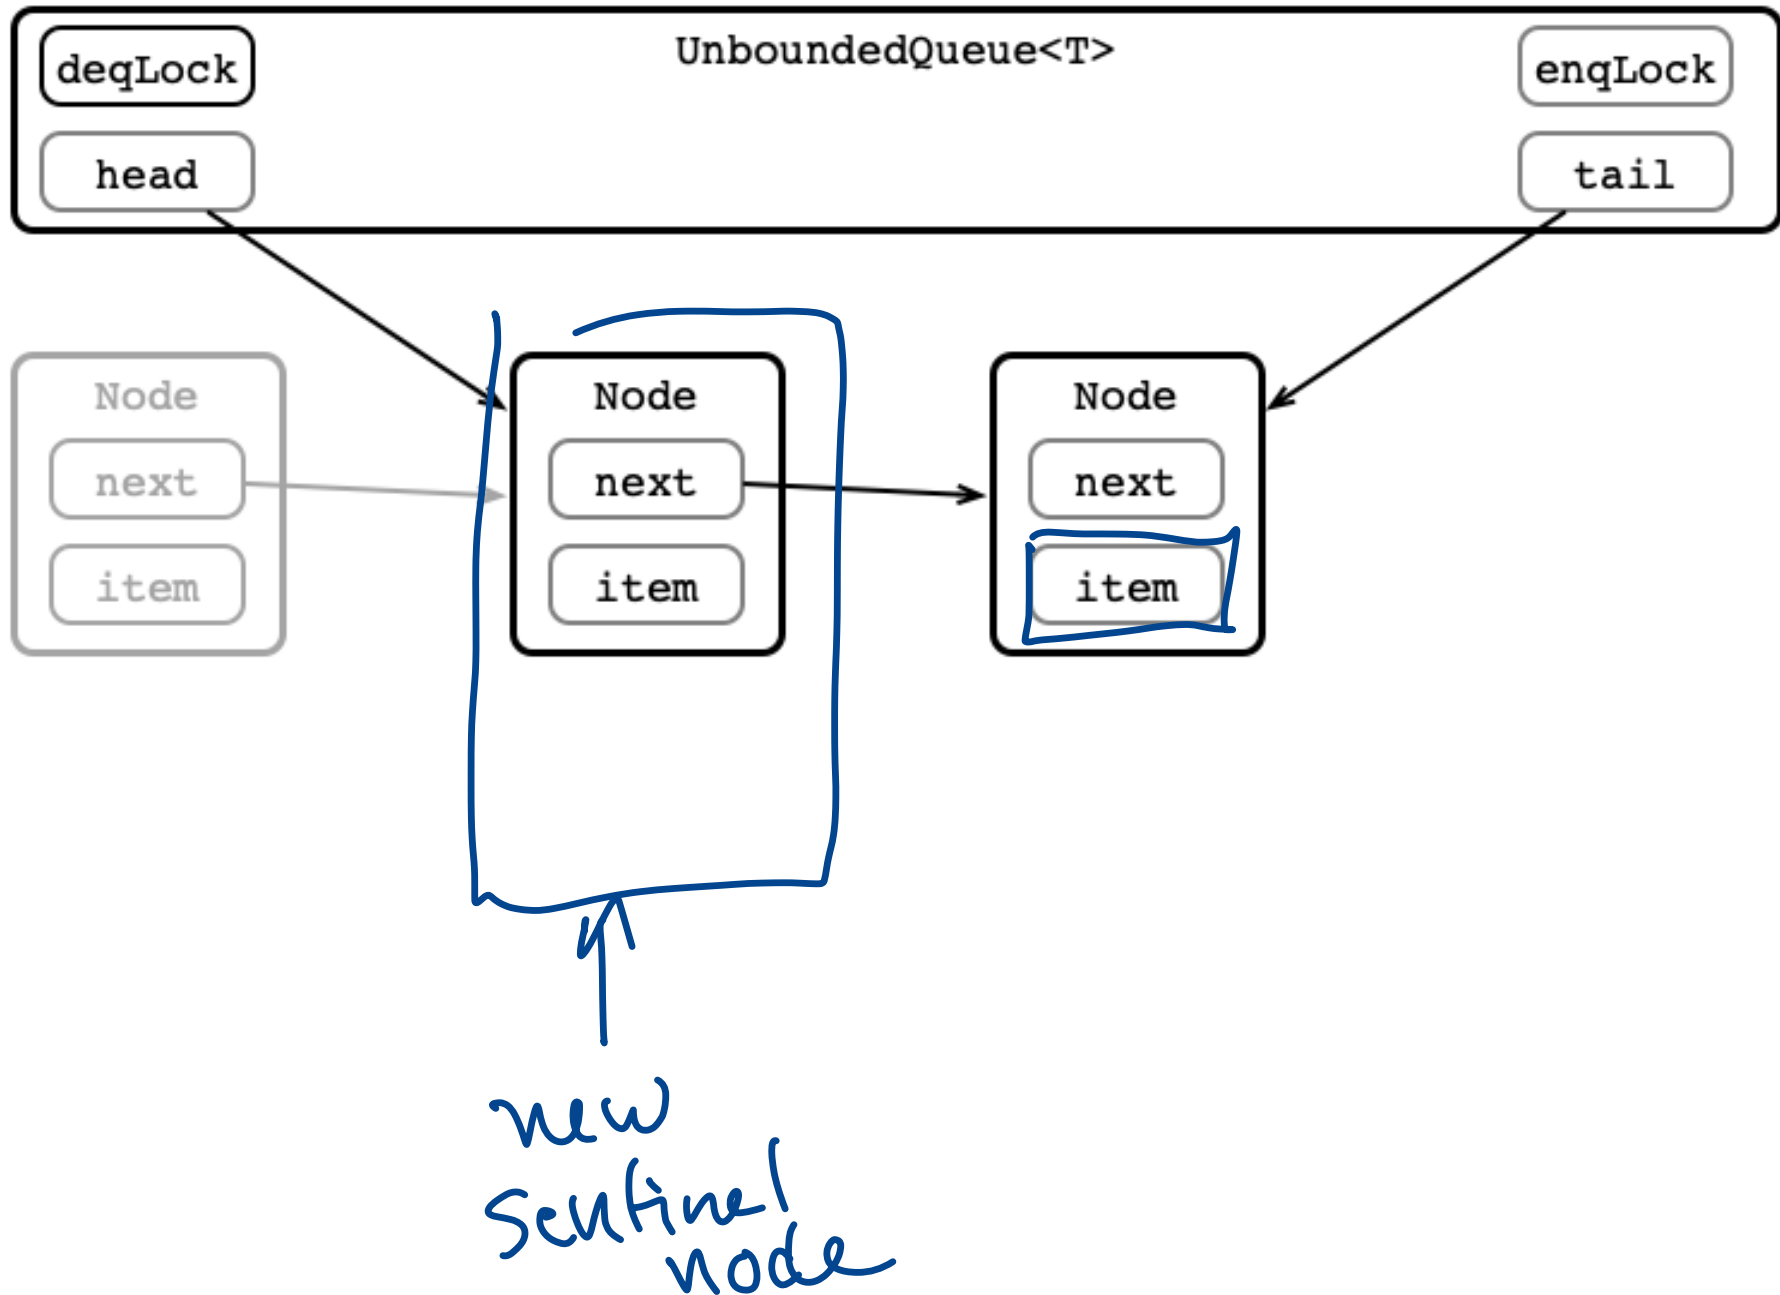 deqLock
UnboundedQueue<T>
enqLock
head
tail
Node
next
item
Node
next
item
Node
next
item
new
sentinel
node